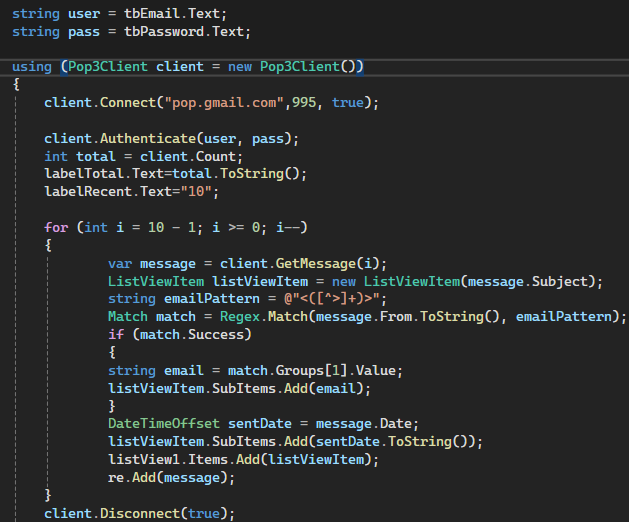 string user = tbEmail.Text;
string pass = tbPassword.Text;
using (Pop3Client client = new Pop3Client())
{
client.Connect("pop.gmail.com",995, true);
client.Authenticate(user, pass);
int total = client.Count;
labelTotal.Text=total.ToString();
labelRecent.Text="10";
for (int i = 10 - 1; i >= 0; i--)
{
var message = client.GetMessage(i);
ListViewItem listViewItem = new ListViewItem(message.Subject);
string emailPattern = @"<([^>]+)>";
Match match = Regex.Match(message.From.ToString(), emailPattern);
if (match.Success)
{
string email = match.Groups[1].Value;
listViewItem.SubItems.Add(email);
}
DateTimeOffset sentDate = message.Date;
listViewItem.SubItems.Add(sentDate.ToString());
listView1.Items.Add(listViewItem);
re.Add(message);
}
client.Disconnect(true);